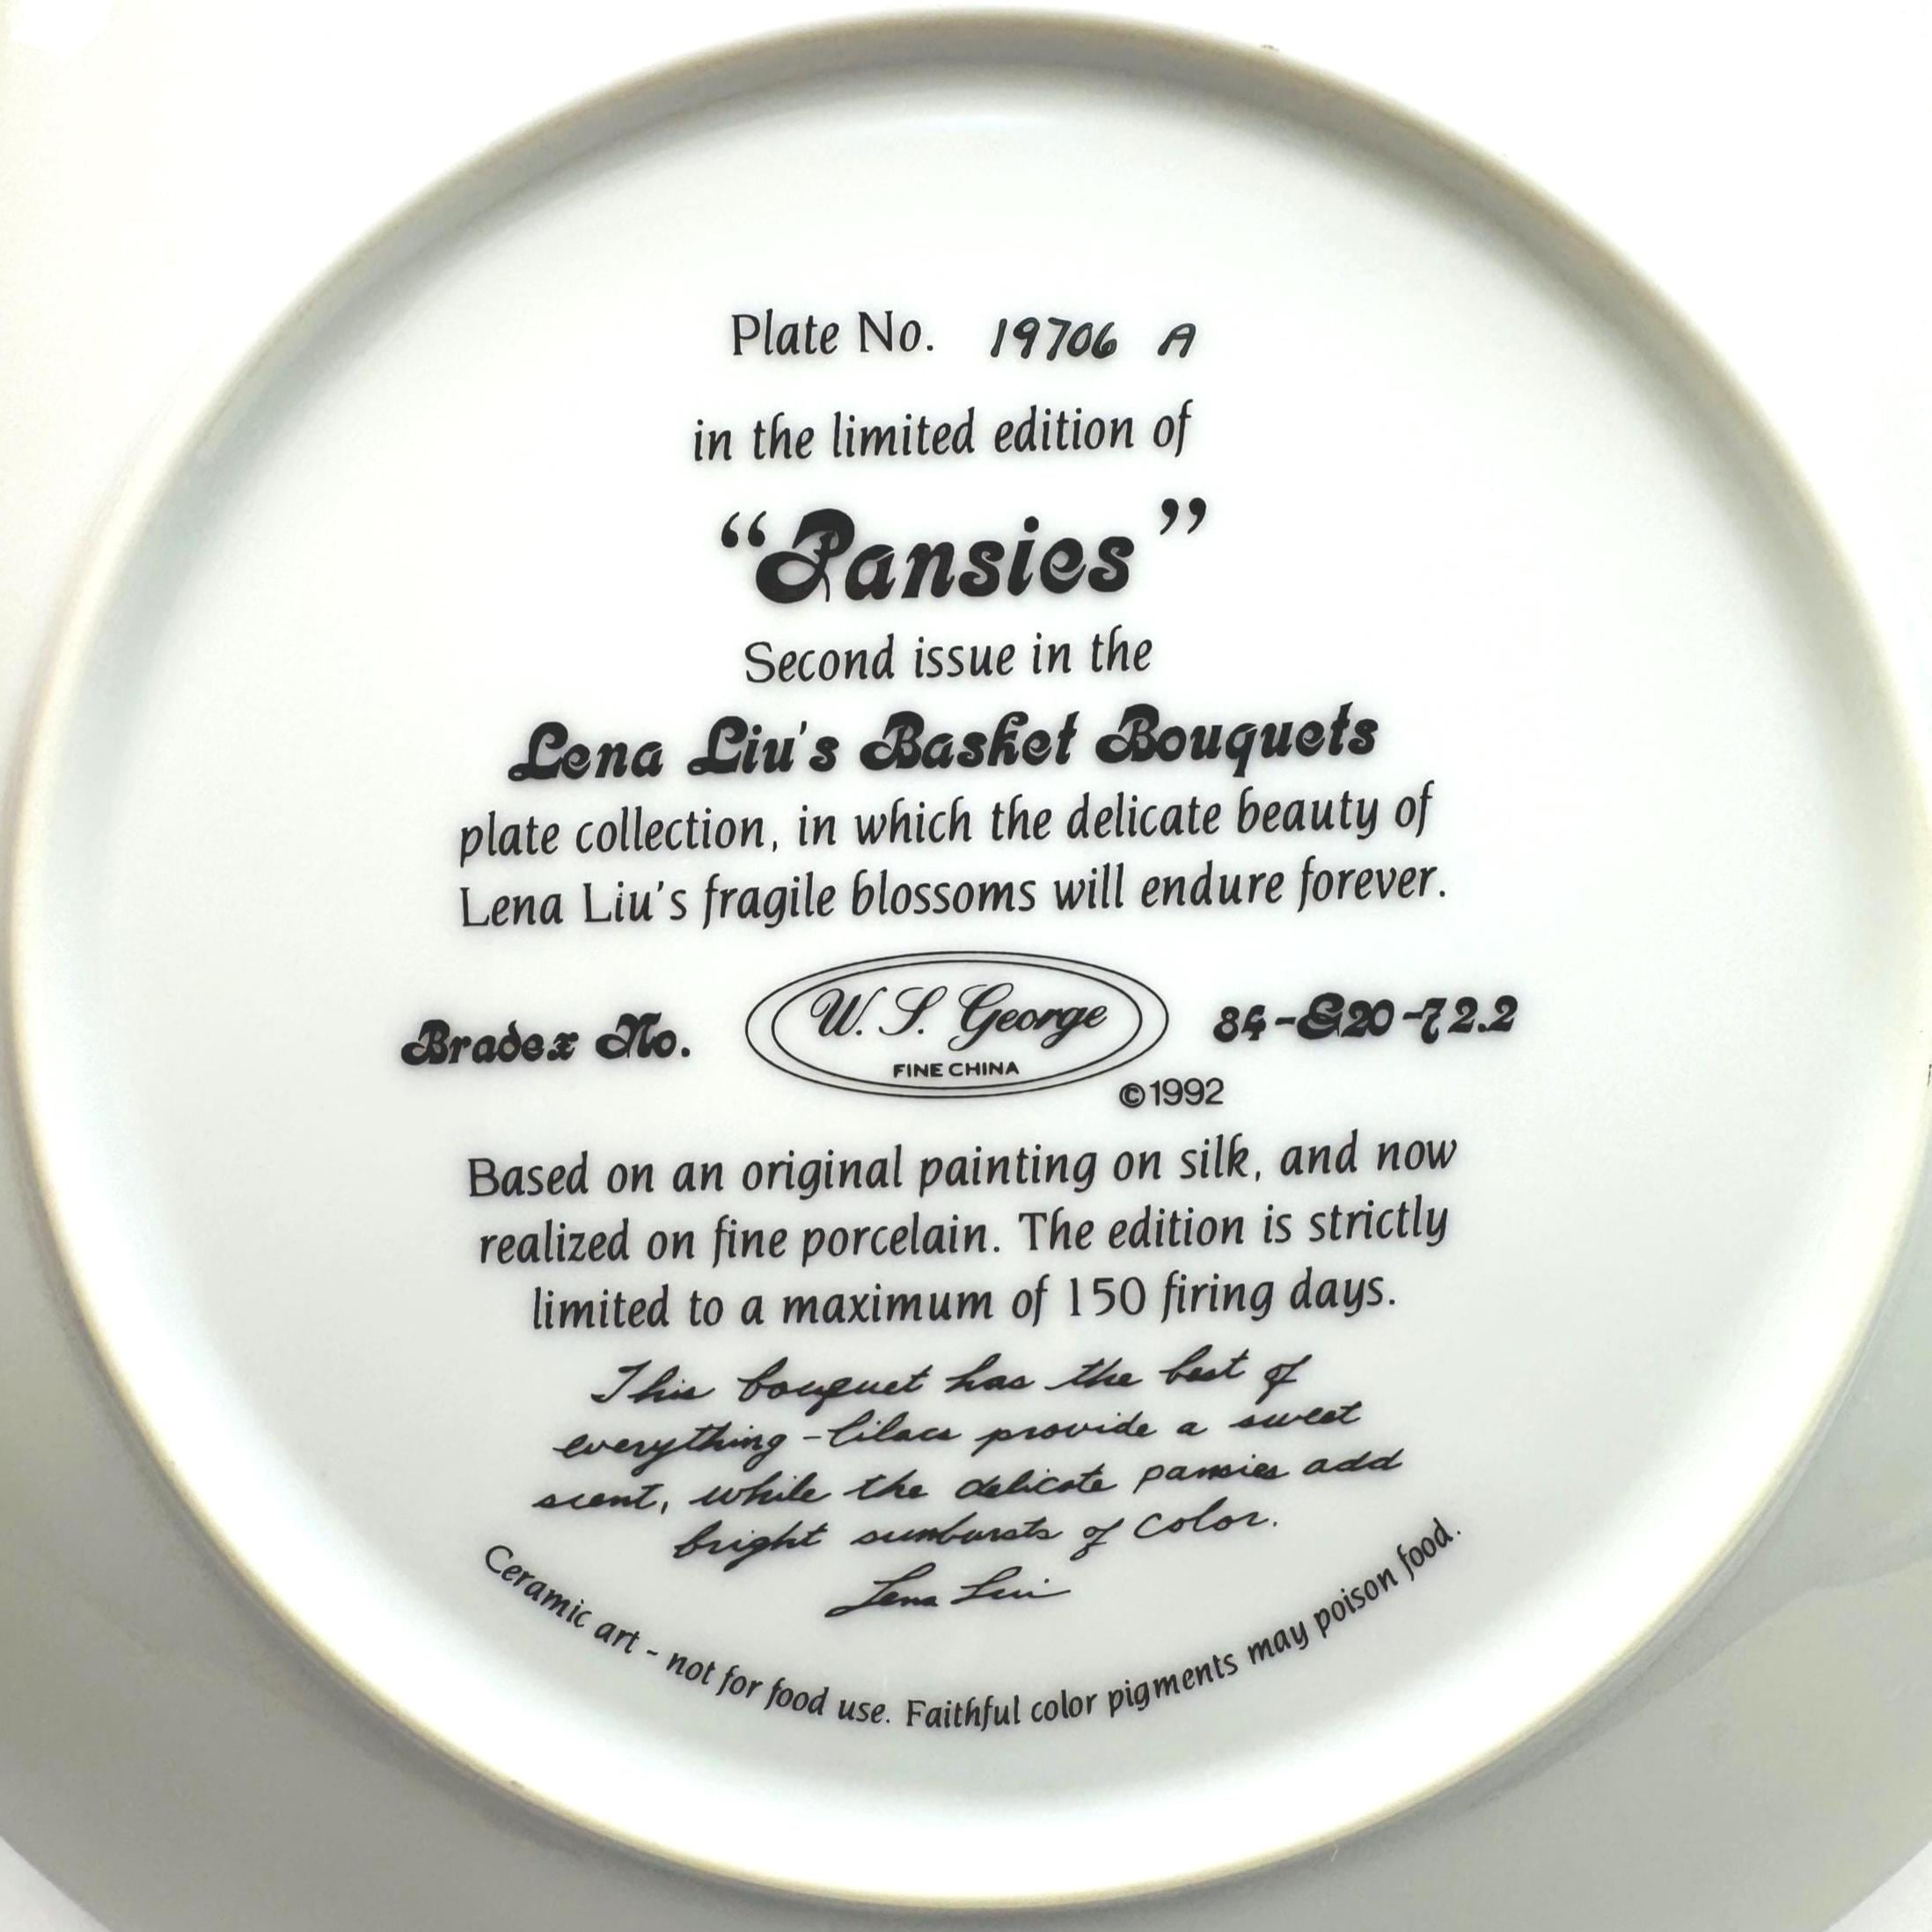 Plate No. 19706 A
in the limited edition of
“Pansies”
Second issue in the
Lena Liu's Basket Bouquets
plate collection, in which the delicate beauty of
Lena Liu's fragile blossoms will endure forever.
Bradex No. W. S. George 84-G20-72.2
FINE CHINA
©1992
Based on an original painting on silk, and now
realized on fine porcelain. The edition is strictly
limited to a maximum of 150 firing days.
This bouquet has the best of
everything - lilacs provide a sweet
scent, while the delicate pansies add
bright sunbursts of color.
Lena Liu
Ceramic art - not for food use. Faithful color pigments may poison food.